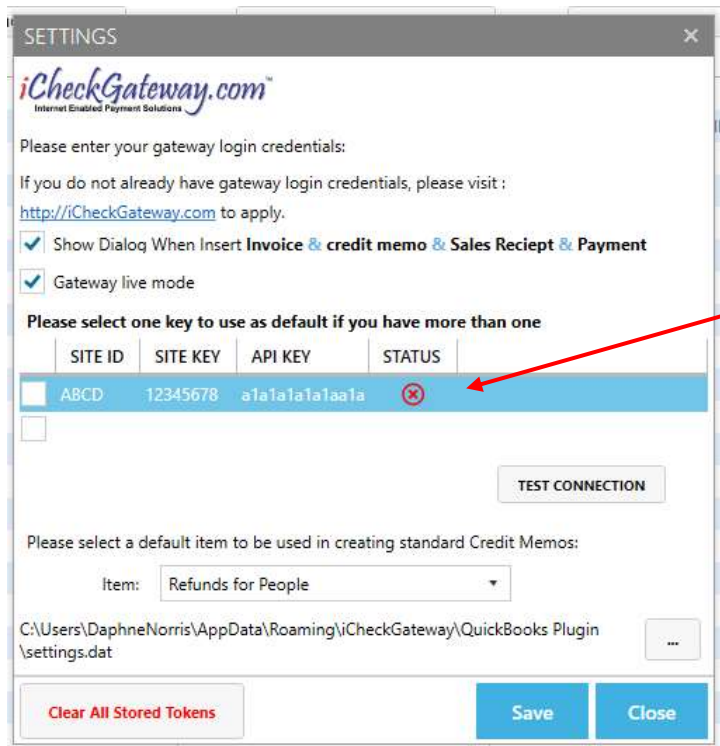 SETTINGS ×
iCheckGateway.com™
Internet Enabled Payment Solutions
Please enter your gateway login credentials:
If you do not already have gateway login credentials, please visit :
http://iCheckGateway.com to apply.
Show Dialog When Insert Invoice & credit memo & Sales Reciept & Payment
Gateway live mode
Please select one key to use as default if you have more than one
SITE ID SITE KEY API KEY STATUS
ABCD 12345678 a1a1a1a1a1aa1a
TEST CONNECTION
Please select a default item to be used in creating standard Credit Memos:
Item: Refunds for People
C:\Users\DaphneNorris\AppData\Roaming\iCheckGateway\QuickBooks Plugin
\settings.dat ...
Clear All Stored Tokens Save Close